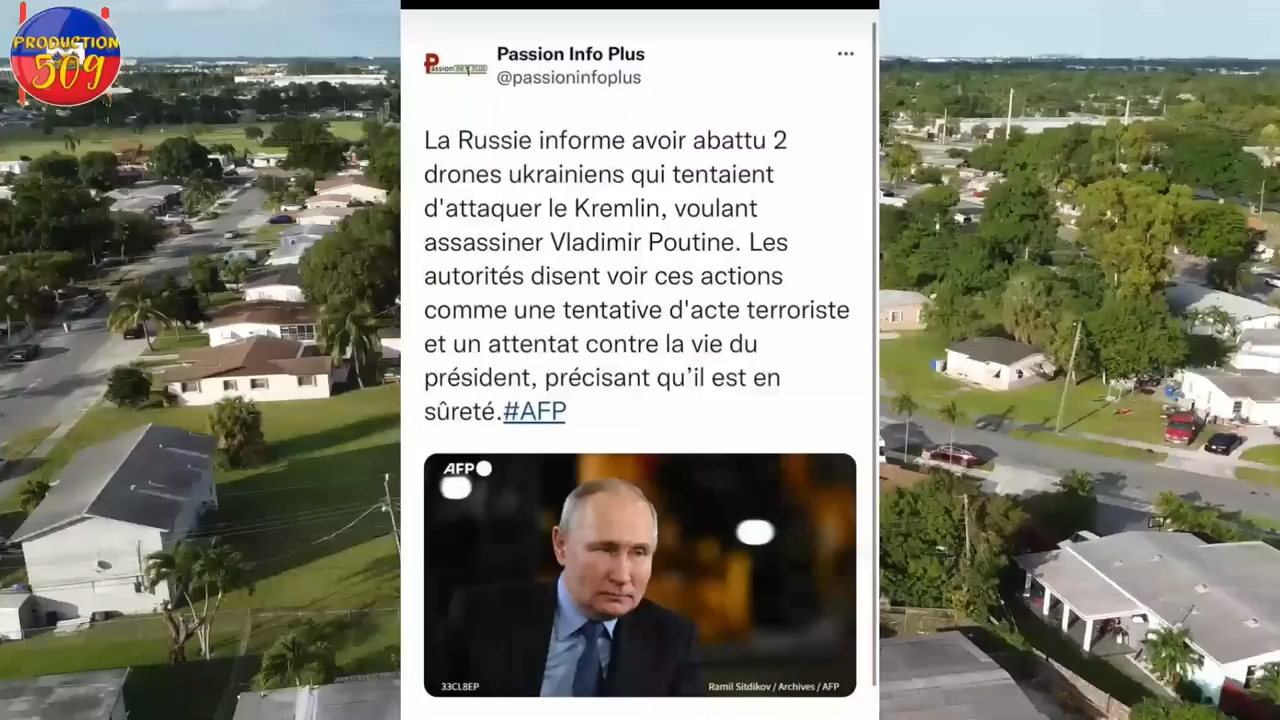 PRODUCTION
509
Passion Info Plus
@passioninfoplus
La Russie informe avoir abattu 2
drones ukrainiens qui tentaient
d'attaquer le Kremlin, voulant
assassiner Vladimir Poutine. Les
autorités disent voir ces actions
comme une tentative d'acte terroriste
et un attentat contre la vie du
président, précisant qu’il est en
sûreté.#AFP
AFP
33CL8EP
Ramil Sitdikov / Archives / AFP